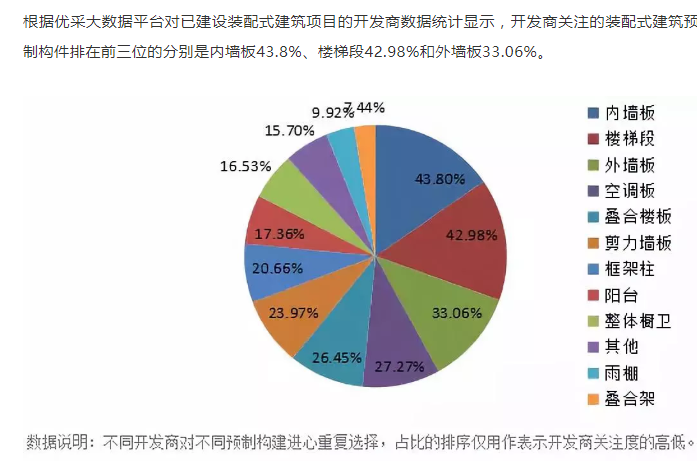 根据优采大数据平台对已建设装配式建筑项目的开发商数据统计显示，开发商关注的装配式建筑预
制构件排在前三位的分别是内墙板43.8%、楼梯段42.98%和外墙板33.06%。
7.44%
9.92%
15.70%
16.53%
17.36%
20.66%
23.97%
26.45%
27.27%
33.06%
42.98%
43.80%
内墙板
楼梯段
外墙板
空调板
叠合楼板
剪力墙板
框架柱
阳台
整体橱卫
其他
雨棚
叠合架
数据说明：不同开发商对不同预制构建进心重复选择，占比的排序仅用作表示开发商关注度的高低。